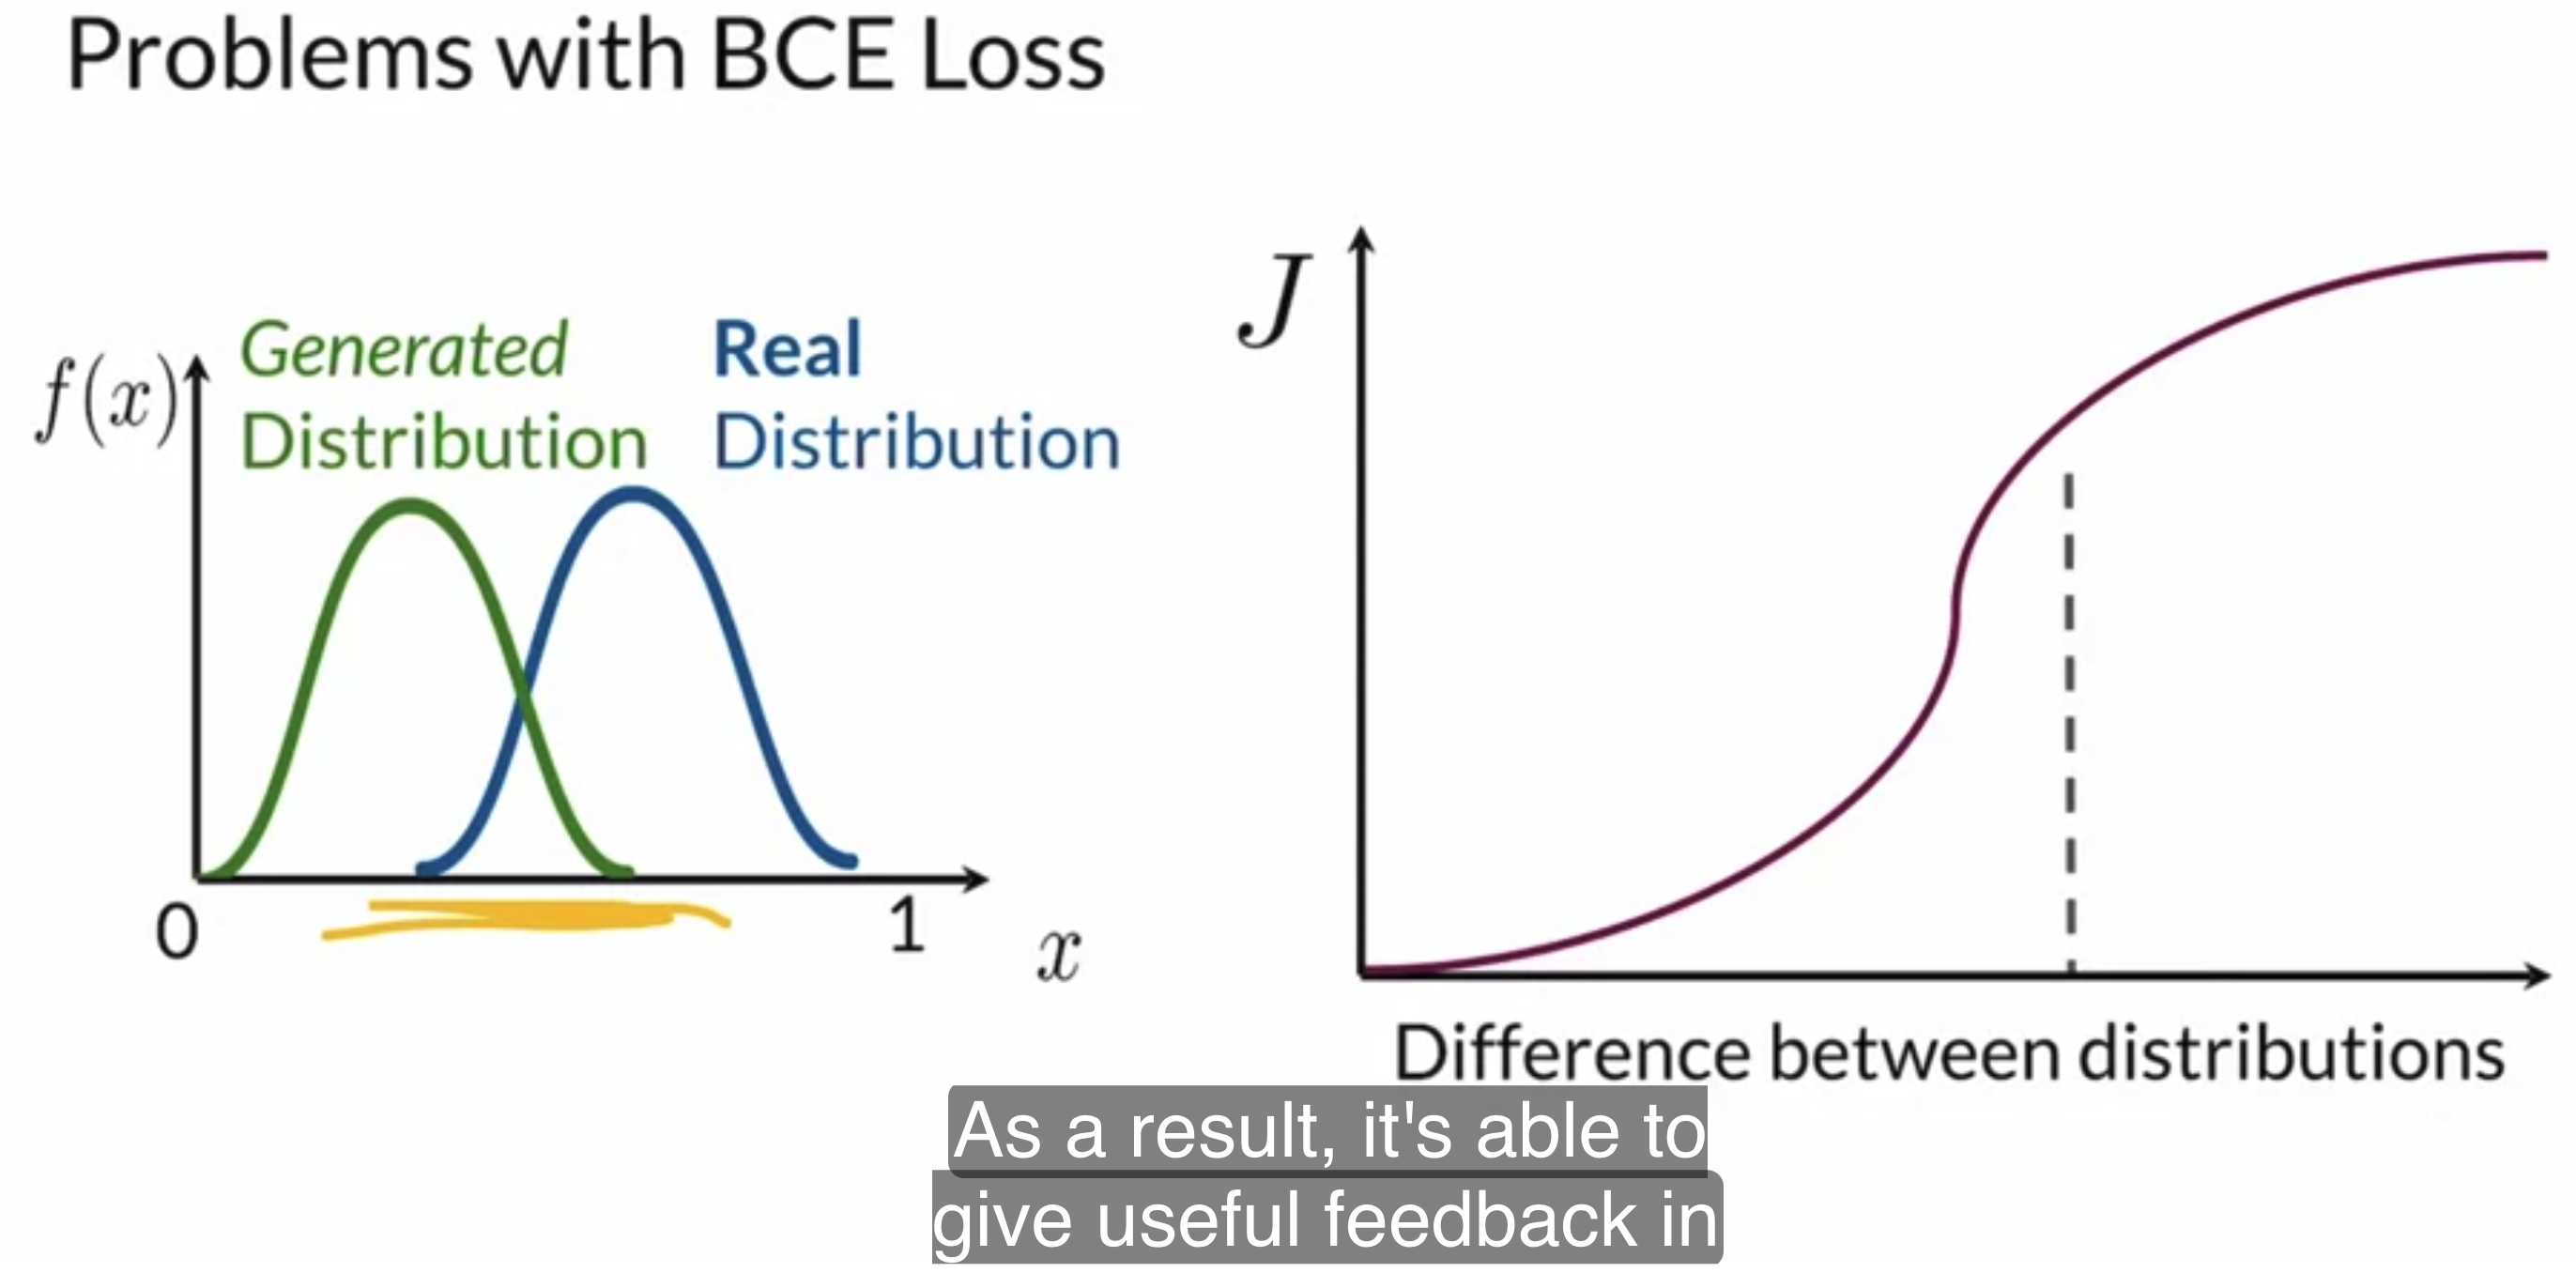 Problems with BCE Loss
f(x)
Generated
Distribution
Real
Distribution
0
1
x
J
Difference between distributions
As a result, it's able to
give useful feedback in